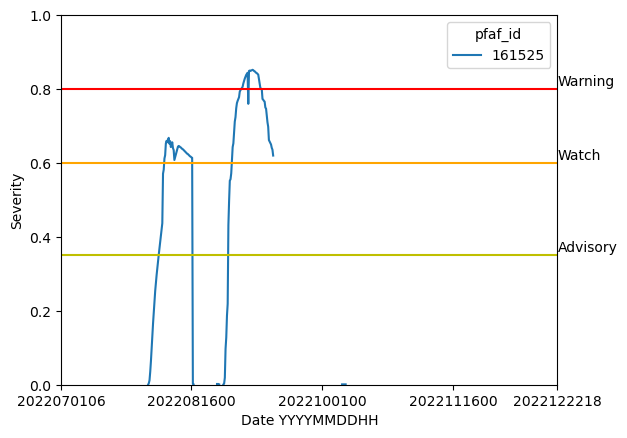 pfaf_id
161525
1.0
0.8
0.6
0.4
0.2
0.0
Warning
Watch
Advisory
Severity
2022070106
2022081600
2022100100
2022111600
2022122218
Date YYYYMMDDHH